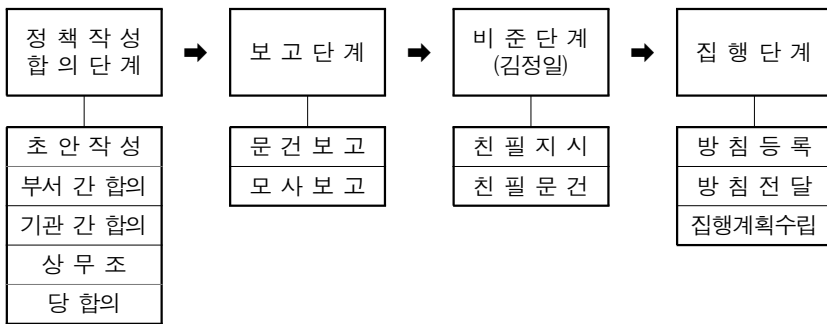 정 책 작 성
합 의 단 계
보 고 단 계
비 준 단 계
(김정일)
집 행 단 계
초 안 작 성
부서 간 합의
기관 간 합의
상 무 조
당 합의
문 건 보 고
모 사 보 고
친 필 지 시
친 필 문 건
방 침 등 록
방 침 전 달
집행계획수립